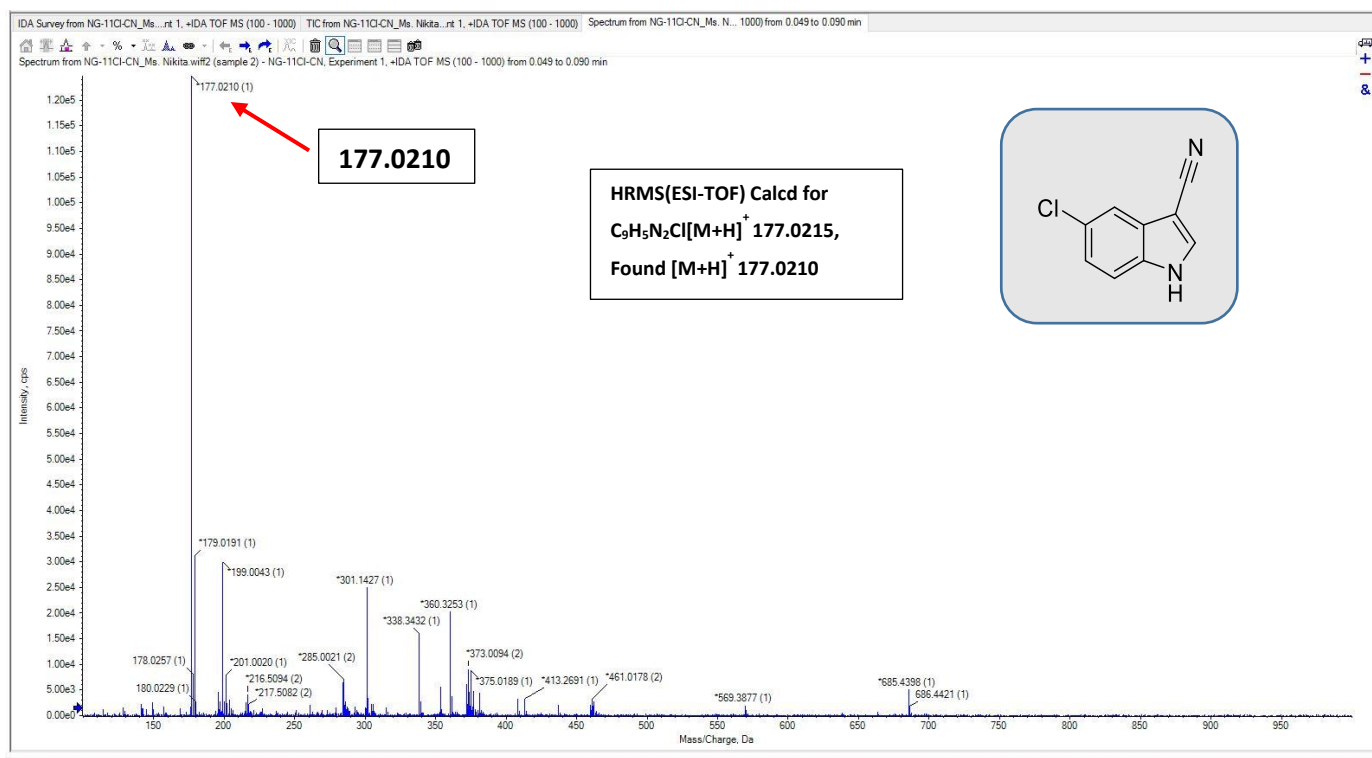 IDA Survey from NG-11Cl-CN_Ms....nt 1, +IDA TOF MS (100 - 1000) TIC from NG-11Cl-CN_Ms. Nikita...nt 1, +IDA TOF MS (100 - 1000) Spectrum from NG-11Cl-CN_Ms. N... 1000) from 0.049 to 0.090 min
%
Spectrum from NG-11Cl-CN_Ms. Nikita.wiff2 (sample 2) - NG-11Cl-CN, Experiment 1, +IDA TOF MS (100 - 1000) from 0.049 to 0.090 min
+
−
&
*177.0210 (1)
177.0210
HRMS(ESI-TOF) Calcd for
C₉H₅N₂Cl[M+H]⁺ 177.0215,
Found [M+H]⁺ 177.0210
N
Cl
N
H
Intensity, cps
1.20e5
1.15e5
1.10e5
1.05e5
1.00e5
9.50e4
9.00e4
8.50e4
8.00e4
7.50e4
7.00e4
6.50e4
6.00e4
5.50e4
5.00e4
4.50e4
4.00e4
3.50e4
3.00e4
2.50e4
2.00e4
1.50e4
1.00e4
5.00e3
0.00e0
*179.0191 (1)
*199.0043 (1)
*301.1427 (1)
*360.3253 (1)
*338.3432 (1)
178.0257 (1)
*201.0020 (1)
*285.0021 (2)
*373.0094 (2)
180.0229 (1)
*216.5094 (2)
*217.5082 (2)
*375.0189 (1)
*413.2691 (1)
*461.0178 (2)
*569.3877 (1)
*685.4398 (1)
686.4421 (1)
100 150 200 250 300 350 400 450 500 550 600 650 700 750 800 850 900 950
Mass/Charge, Da